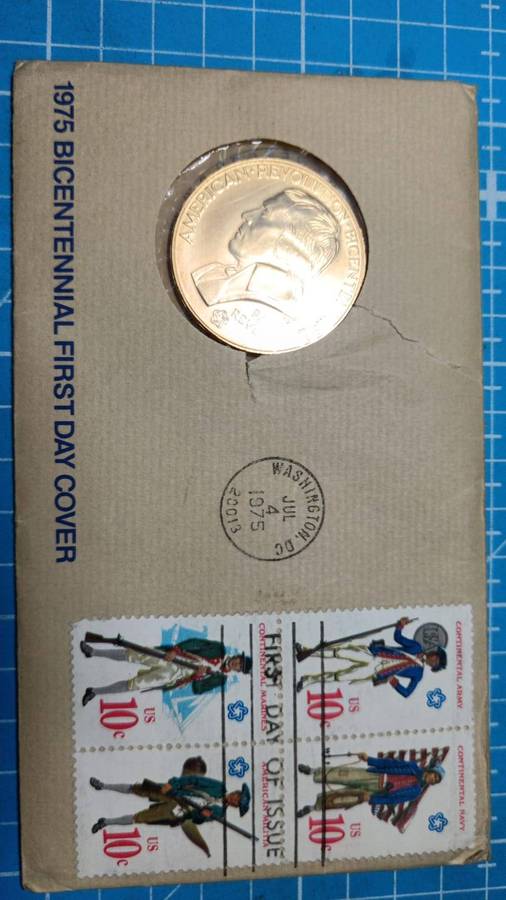 1975 BICENTENNIAL FIRST DAY COVER
AMERICAN·REVOLUTION·BICENTENNIAL
WASHINGTON, DC
JUL
4
1975
20013
FIRST DAY OF ISSUE
CONTINENTAL ARMY
US
10c
CONTINENTAL NAVY
US
10c
CONTINENTAL MARINES
US
10c
AMERICAN MILITIA
US
10c